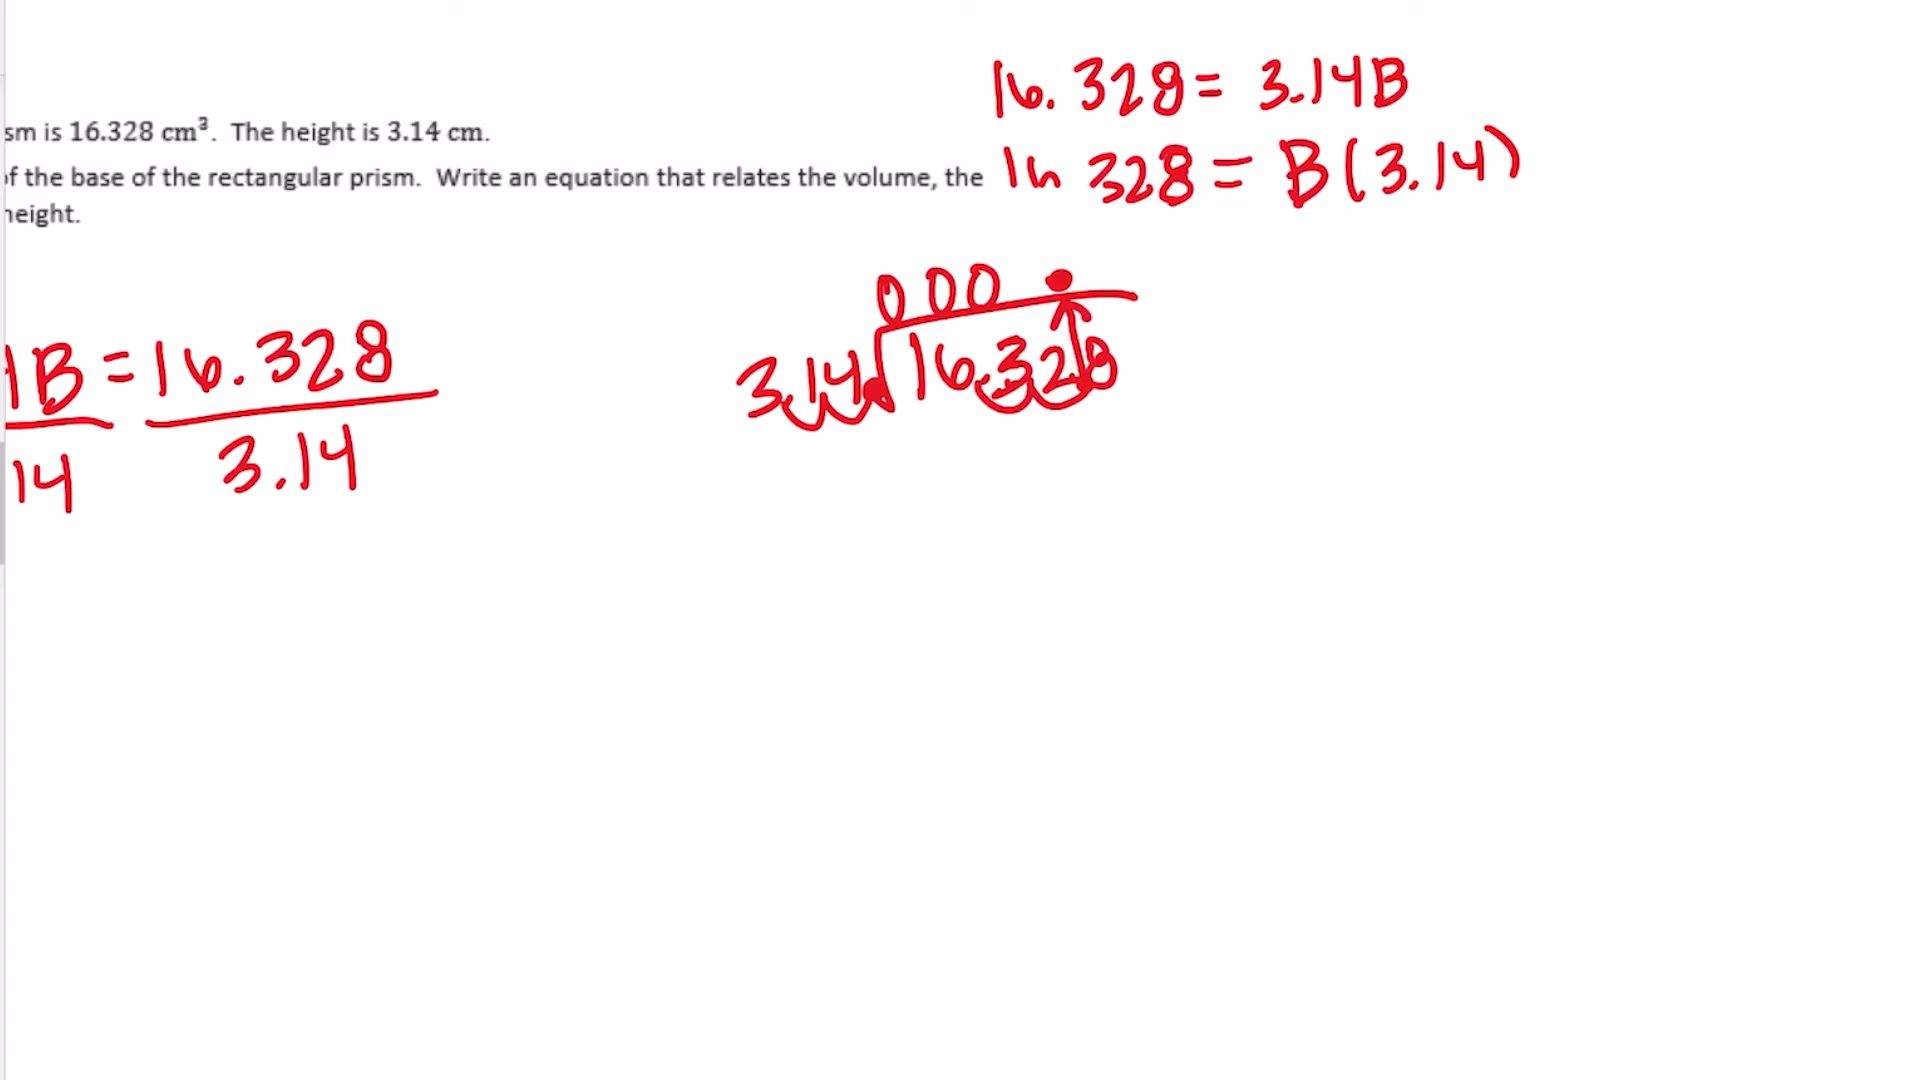 16.328 = 3.14B
sm is 16.328 cm³. The height is 3.14 cm.
of the base of the rectangular prism. Write an equation that relates the volume, the
328 = B(3.14)
height.
000 .
3.14 16.328
B = 16.328
14 3.14